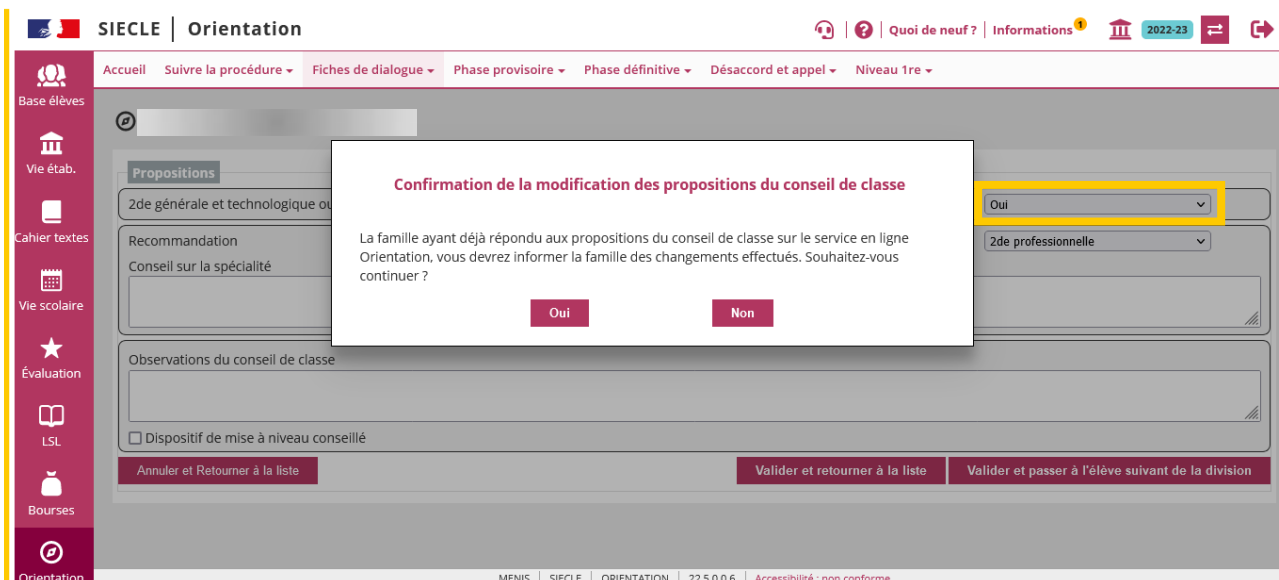 SIECLE | Orientation
Quoi de neuf ? | Informations 1
2022-23
Accueil Suivre la procédure Fiches de dialogue Phase provisoire Phase définitive Désaccord et appel Niveau 1re
Base élèves
Vie étab.
Cahier textes
Vie scolaire
Évaluation
LSL
Bourses
Orientation
Propositions
2de générale et technologique ou
Oui
Recommandation
2de professionnelle
Conseil sur la spécialité
Confirmation de la modification des propositions du conseil de classe
La famille ayant déjà répondu aux propositions du conseil de classe sur le service en ligne
Orientation, vous devrez informer la famille des changements effectués. Souhaitez-vous
continuer ?
Oui Non
Observations du conseil de classe
Dispositif de mise à niveau conseillé
Annuler et Retourner à la liste
Valider et retourner à la liste
Valider et passer à l'élève suivant de la division
MENJS | SIECLE | ORIENTATION | 22.5.0.0.6 | Accessibilité : non conforme